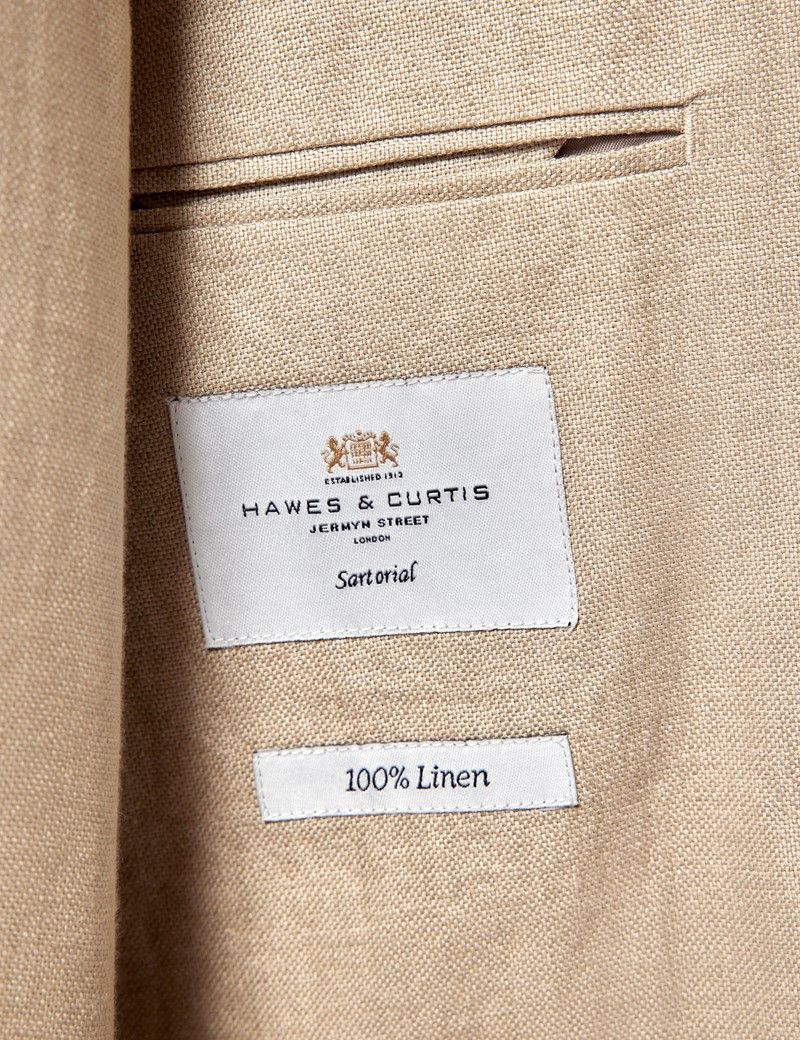 ESTABLISHED 1913
HAWES & CURTIS
JERMYN STREET
LONDON
Sartorial
100% Linen